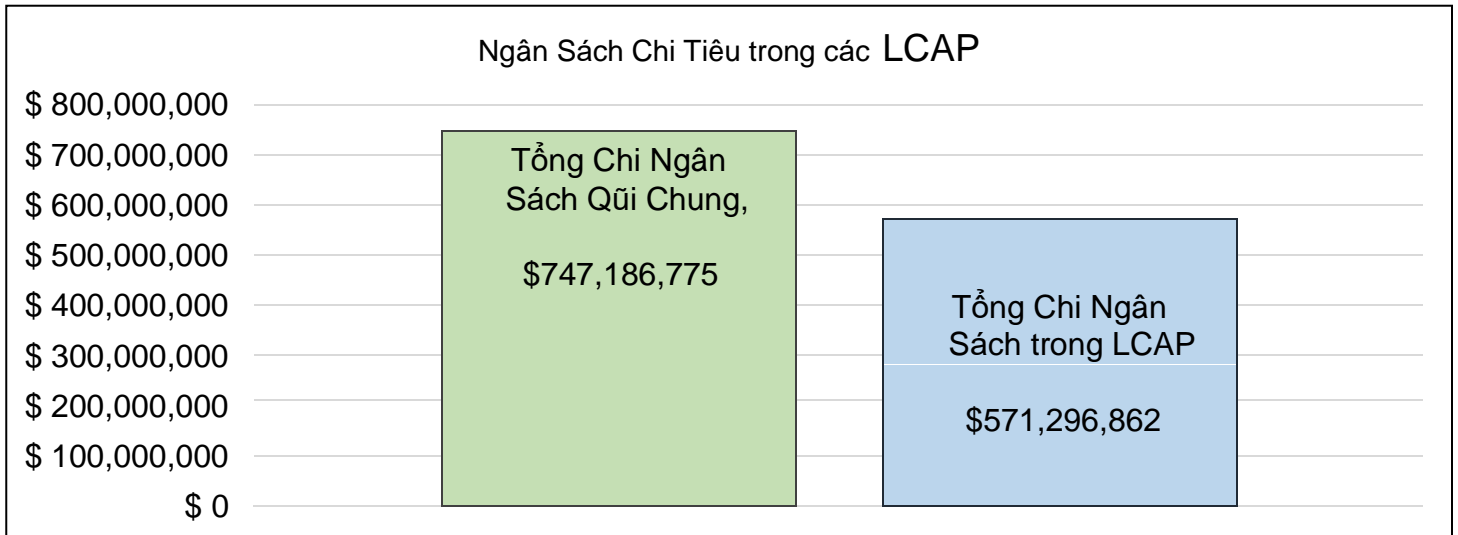 Ngân Sách Chi Tiêu trong các LCAP
$ 800,000,000
$ 700,000,000
$ 600,000,000
$ 500,000,000
$ 400,000,000
$ 300,000,000
$ 200,000,000
$ 100,000,000
$ 0
Tổng Chi Ngân
Sách Qũi Chung,
$747,186,775
Tổng Chi Ngân
Sách trong LCAP
$571,296,862